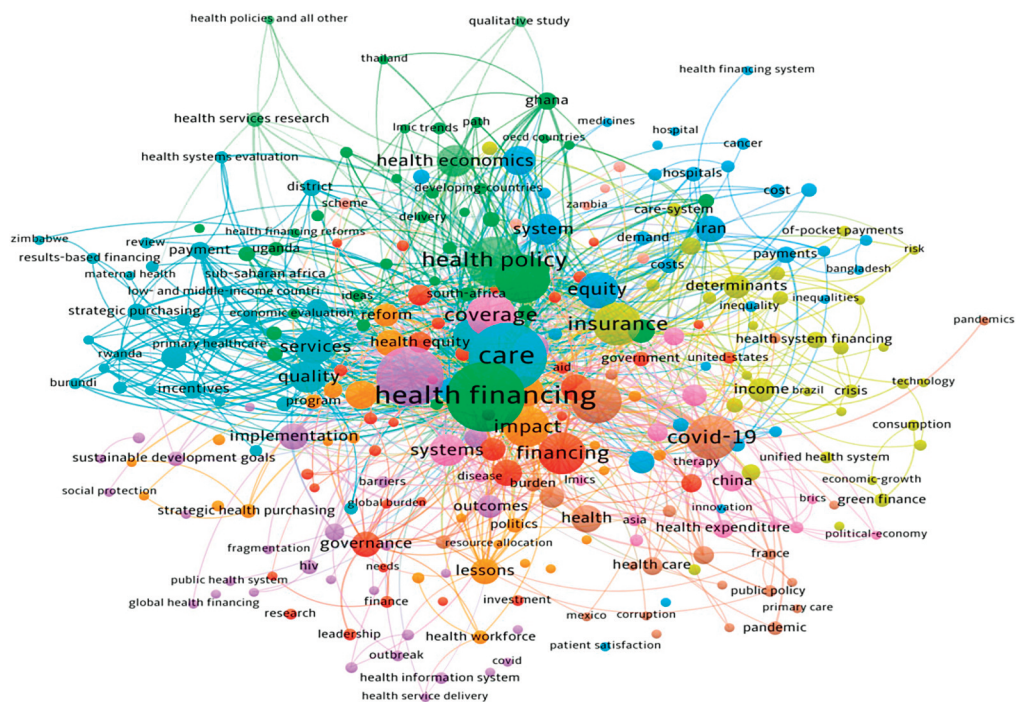 health policies and all other
qualitative study
thailand
health financing system
ghana
health services research
lmic trends
path
medicines
oecd countries
hospital
cancer
health systems evaluation
health economics
hospitals
district
developing-countries
cost
scheme
zambia
care-system
delivery
system
iran
zimbabwe
review
health financing reforms
demand
of-pocket payments
results-based financing
payment
uganda
health policy
costs
payments
risk
maternal health
sub-saharan africa
bangladesh
low- and middle-income countri
ideas
south-africa
equity
determinants
strategic purchasing
economic evaluation
reform
coverage
insurance
inequality
inequalities
pandemics
rwanda
primary healthcare
services
health equity
care
government
united-states
health system financing
burundi
incentives
quality
aid
program
health financing
income
brazil
crisis
technology
implementation
impact
covid-19
consumption
sustainable development goals
systems
financing
therapy
unified health system
social protection
barriers
disease
burden
lmics
china
economic-growth
strategic health purchasing
global burden
outcomes
innovation
brics
green finance
politics
health
asia
health expenditure
political-economy
fragmentation
governance
resource allocation
france
hiv
needs
lessons
health care
public health system
public policy
global health financing
finance
investment
primary care
research
mexico
corruption
leadership
health workforce
pandemic
patient satisfaction
outbreak
covid
health information system
health service delivery